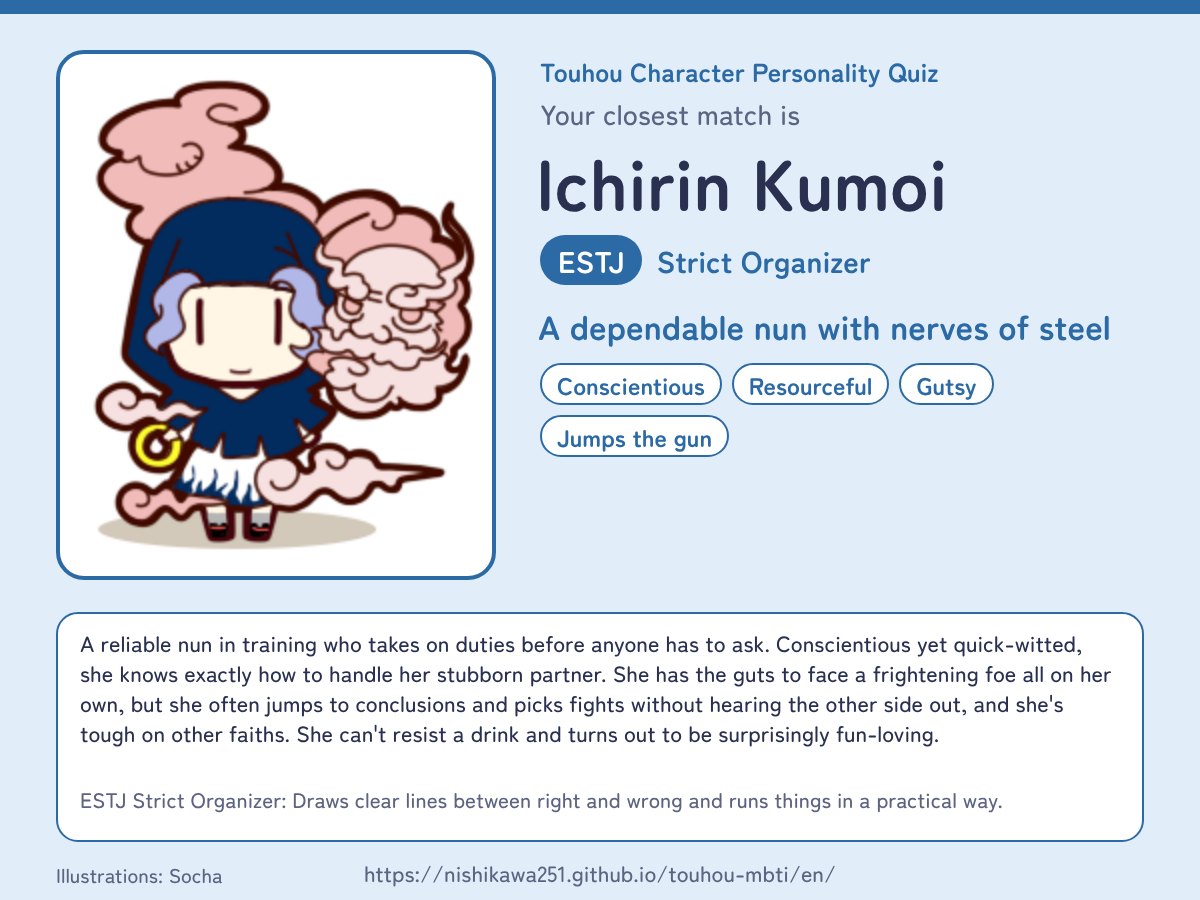 Touhou Character Personality Quiz
Your closest match is
Ichirin Kumoi
ESTJ Strict Organizer
A dependable nun with nerves of steel
Conscientious Resourceful Gutsy
Jumps the gun
A reliable nun in training who takes on duties before anyone has to ask. Conscientious yet quick-witted,
she knows exactly how to handle her stubborn partner. She has the guts to face a frightening foe all on her
own, but she often jumps to conclusions and picks fights without hearing the other side out, and she's
tough on other faiths. She can't resist a drink and turns out to be surprisingly fun-loving.
ESTJ Strict Organizer: Draws clear lines between right and wrong and runs things in a practical way.
Illustrations: Socha https://nishikawa251.github.io/touhou-mbti/en/